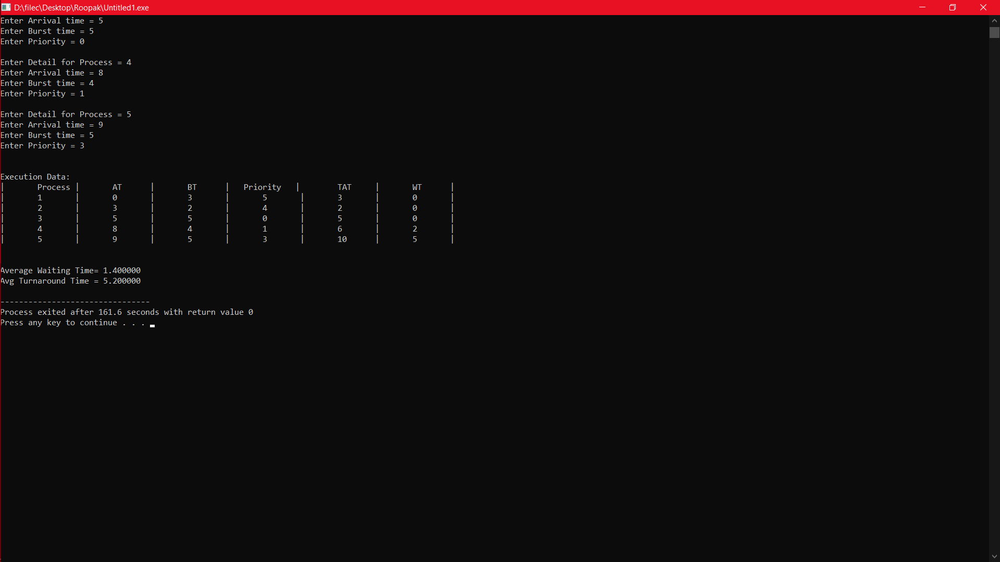 D:\filec\Desktop\Roopak\Untitled1.exe
Enter Arrival time = 5
Enter Burst time = 5
Enter Priority = 0
Enter Detail for Process = 4
Enter Arrival time = 8
Enter Burst time = 4
Enter Priority = 1
Enter Detail for Process = 5
Enter Arrival time = 9
Enter Burst time = 5
Enter Priority = 3
Execution Data:
| Process | AT | BT | Priority | TAT | WT |
| 1 | 0 | 3 | 5 | 3 | 0 |
| 2 | 3 | 2 | 4 | 2 | 0 |
| 3 | 5 | 5 | 0 | 5 | 0 |
| 4 | 8 | 4 | 1 | 6 | 2 |
| 5 | 9 | 5 | 3 | 10 | 5 |
Average Waiting Time= 1.400000
Avg Turnaround Time = 5.200000
--------------------------------
Process exited after 161.6 seconds with return value 0
Press any key to continue . . .